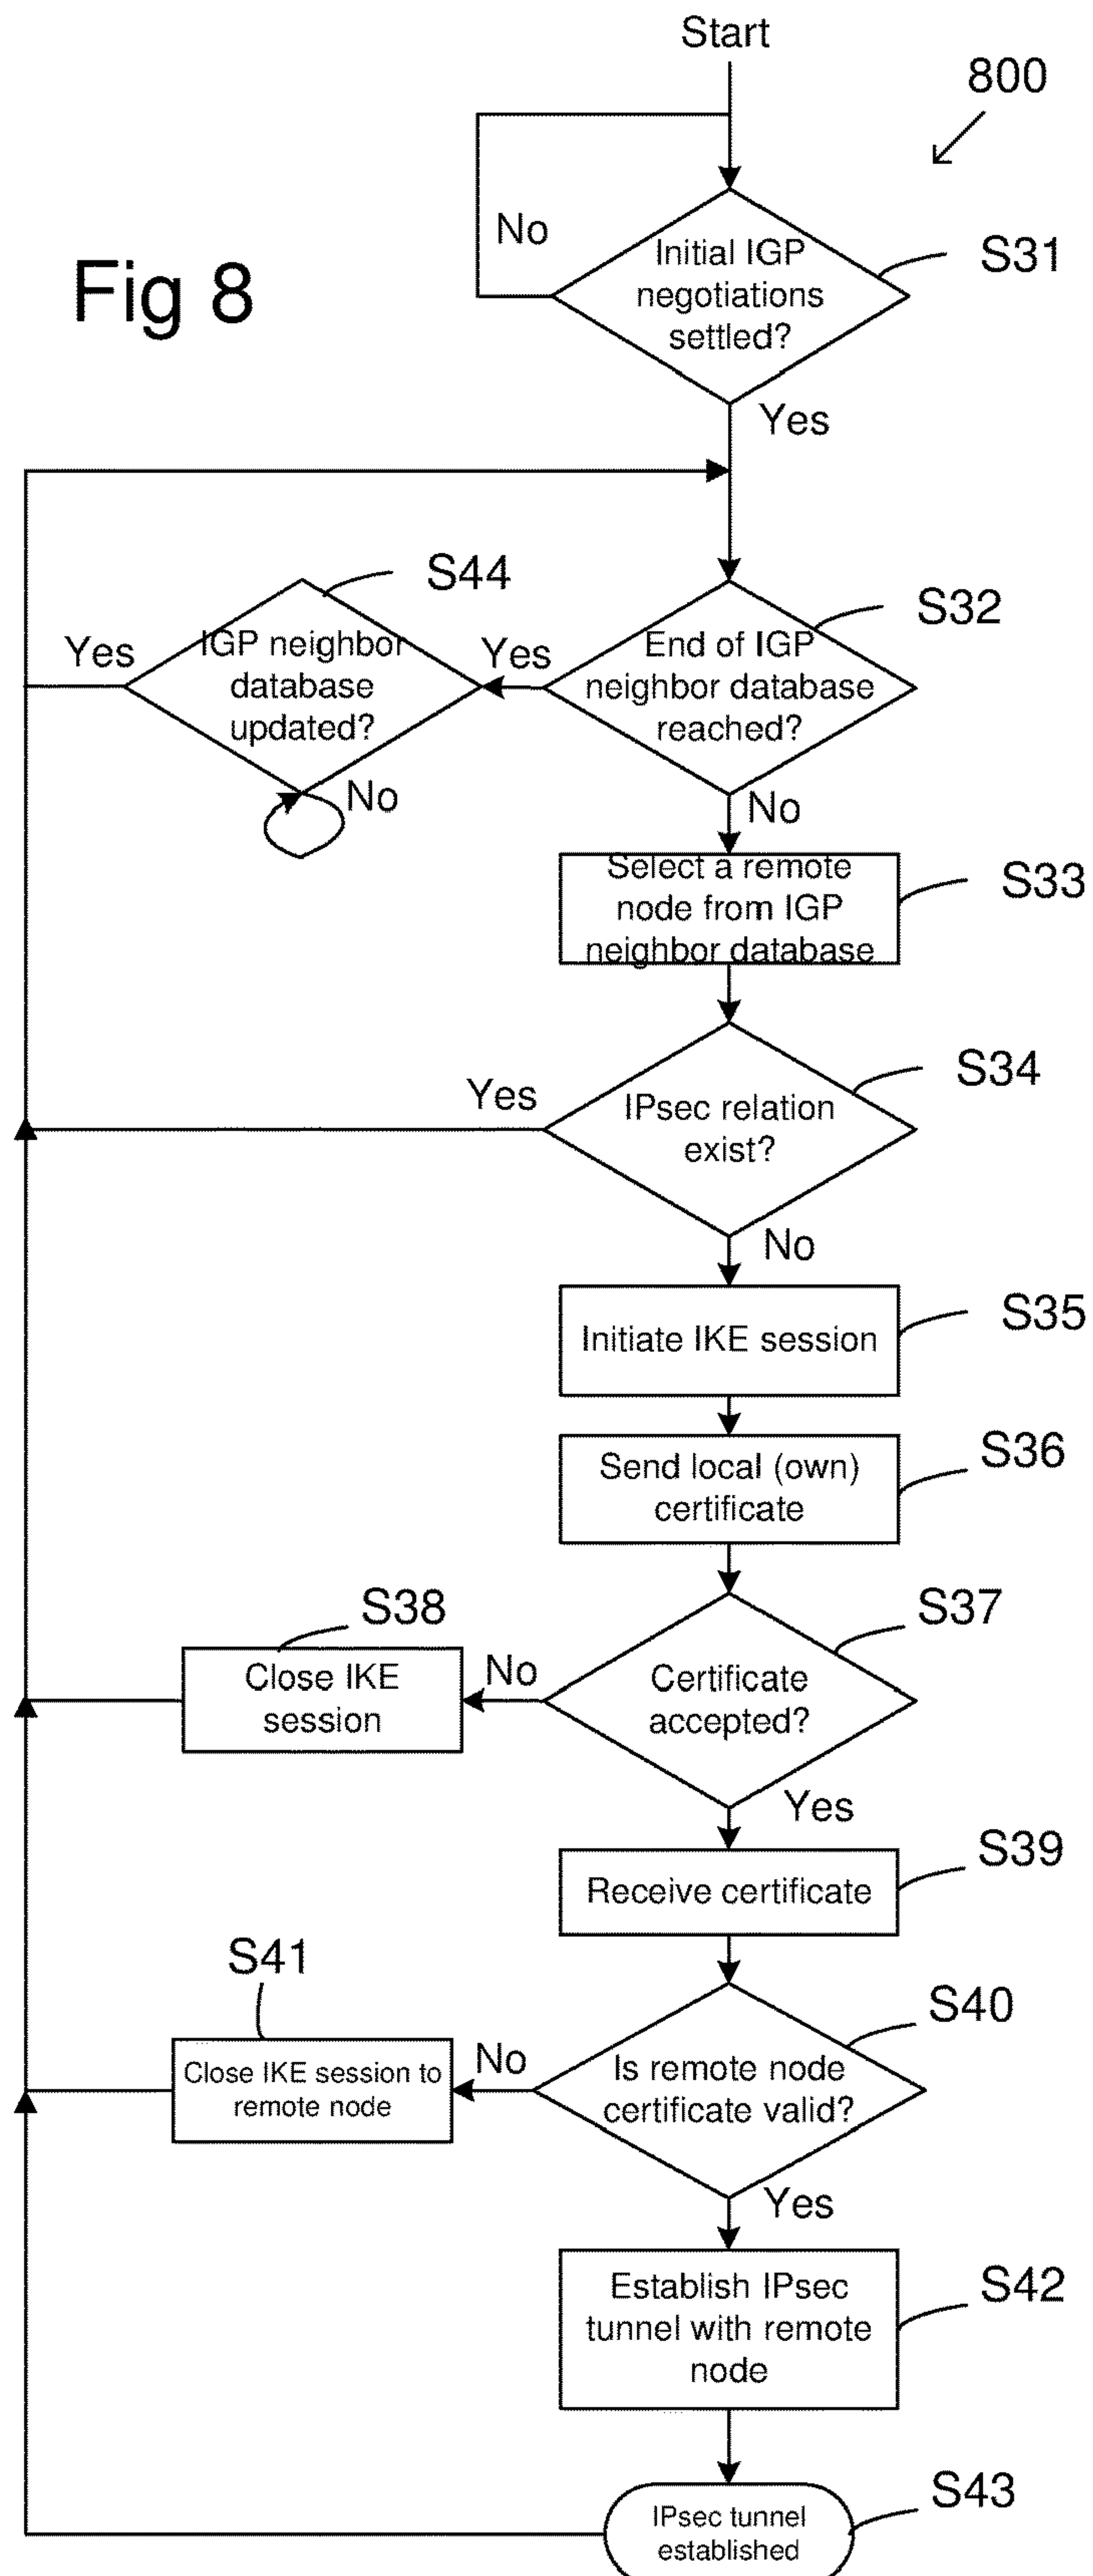 Start
800
No
Initial IGP
negotiations
settled?
S31
Fig 8
Yes
S44
S32
Yes
IGP neighbor
database
updated?
Yes
End of IGP
neighbor database
reached?
No
No
Select a remote
node from IGP
neighbor database
S33
S34
Yes
IPsec relation
exist?
No
Initiate IKE session
S35
Send local (own)
certificate
S36
S38
S37
Close IKE
session
No
Certificate
accepted?
Yes
Receive certificate
S39
S41
S40
Close IKE session to
remote node
No
Is remote node
certificate valid?
Yes
Establish IPsec
tunnel with remote
node
S42
S43
IPsec tunnel
established